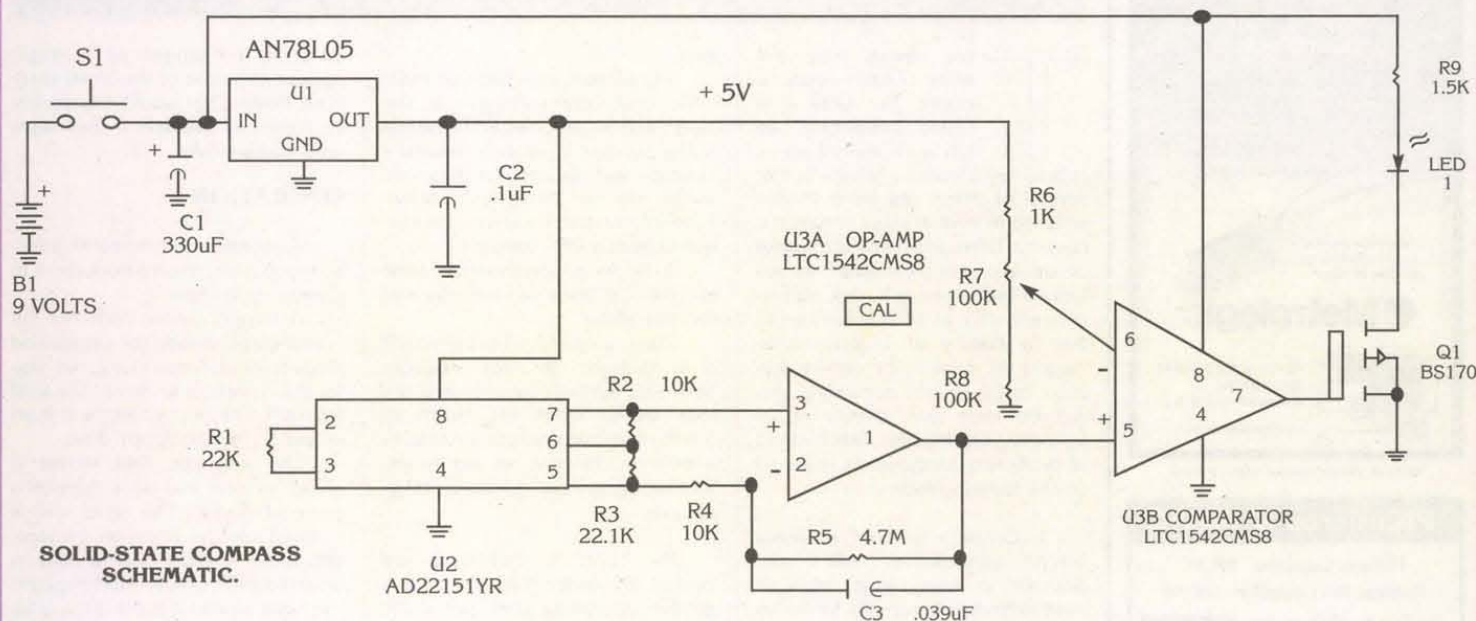 S1
AN78L05
U1
IN
OUT
GND
+ 5V
R9
1.5K
LED
1
+
C1
330uF
C2
.1uF
+
B1
9 VOLTS
R6
1K
U3A OP-AMP
LTC1542CMS8
CAL
R7
100K
R8
100K
6
-
8
7
4
+
5
Q1
BS170
R1
22K
2
3
8
4
7
6
5
R2 10K
R3
22.1K
R4
10K
3
+
2
-
1
R5 4.7M
C3 .039uF
U2
AD22151YR
U3B COMPARATOR
LTC1542CMS8
SOLID-STATE COMPASS
SCHEMATIC.